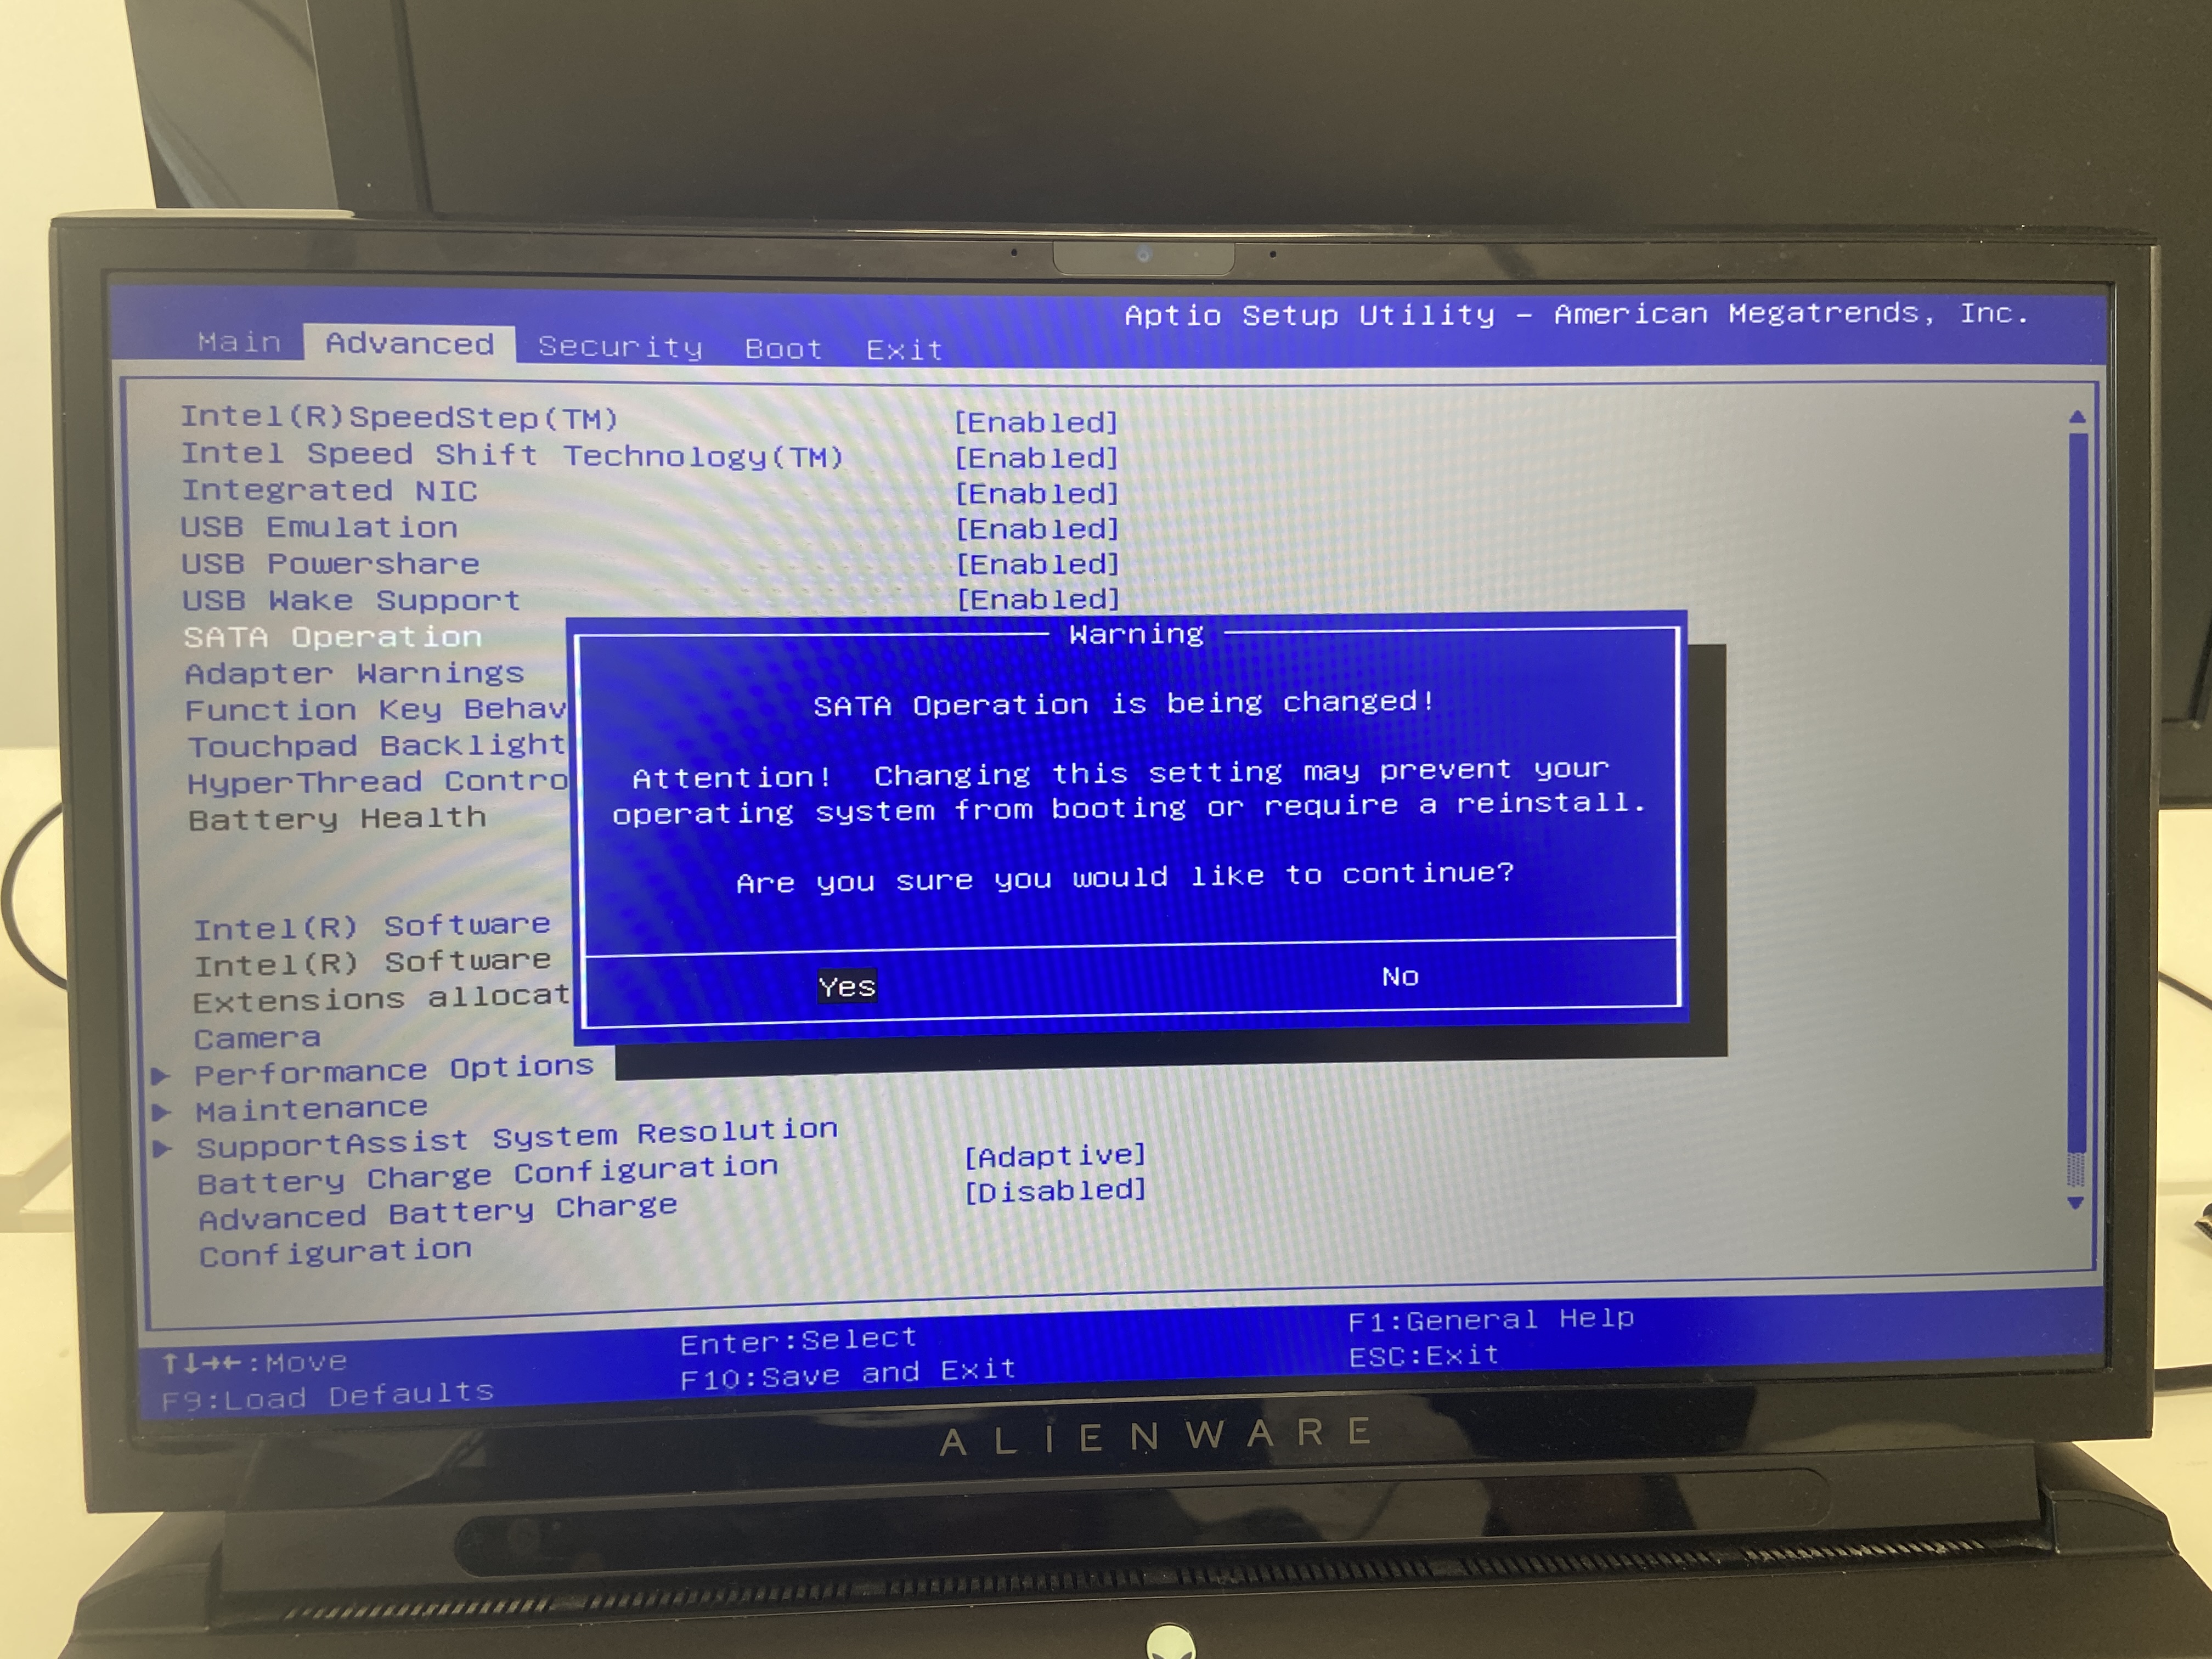 Aptio Setup Utility – American Megatrends, Inc.
Main Advanced Security Boot Exit
Intel(R)SpeedStep(TM) [Enabled]
Intel Speed Shift Technology(TM) [Enabled]
Integrated NIC [Enabled]
USB Emulation [Enabled]
USB Powershare [Enabled]
USB Wake Support [Enabled]
SATA Operation
Adapter Warnings
Function Key Behav
Touchpad Backlight
HyperThread Contro
Battery Health
Intel(R) Software
Intel(R) Software
Extensions allocat
Camera
Performance Options
Maintenance
SupportAssist System Resolution
Battery Charge Configuration [Adaptive]
Advanced Battery Charge [Disabled]
Configuration
Warning
SATA Operation is being changed!
Attention! Changing this setting may prevent your
operating system from booting or require a reinstall.
Are you sure you would like to continue?
Yes No
↑↓→←:Move
F9:Load Defaults
Enter:Select
F10:Save and Exit
F1:General Help
ESC:Exit
ALIENWARE